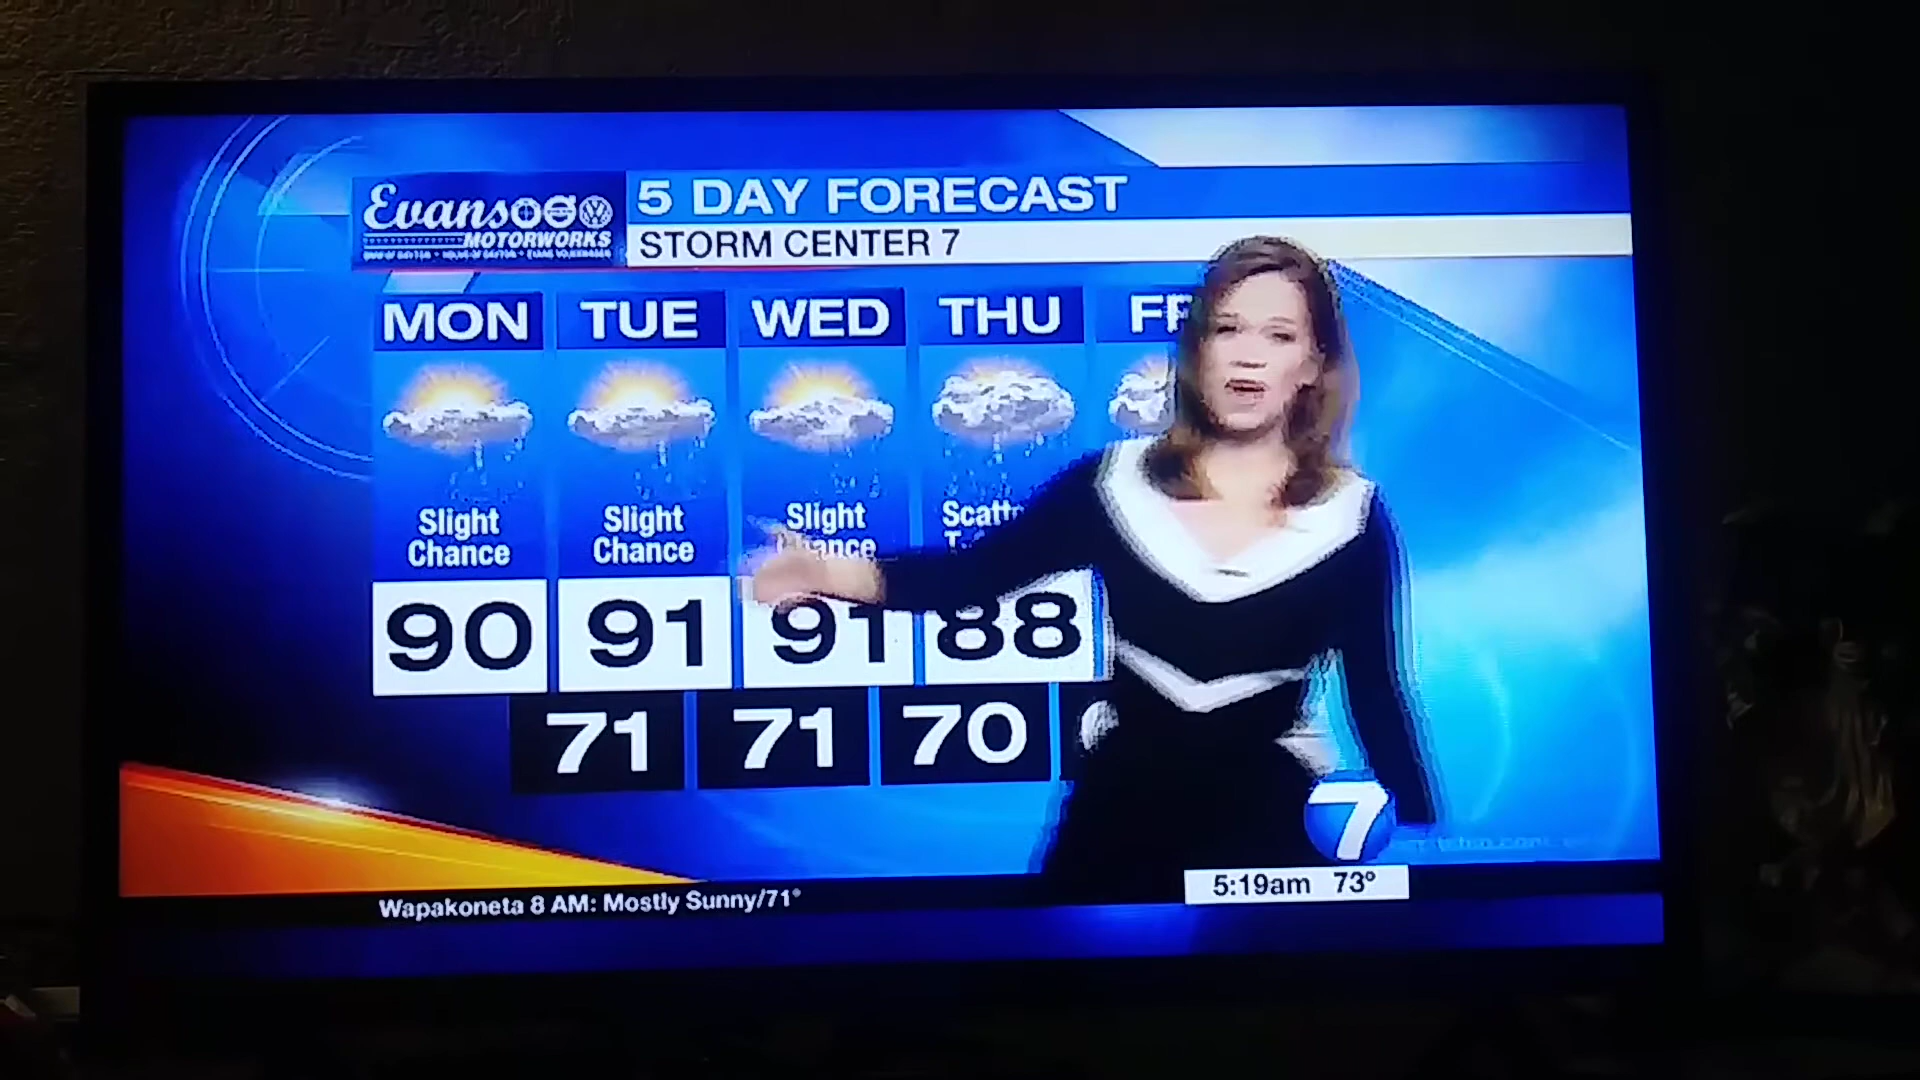 Evans
MOTORWORKS
5 DAY FORECAST
STORM CENTER 7
MON TUE WED THU
Slight Chance
Slight Chance
Slight
90 91 91 88
71 71 70
7
5:19am 73°
Wapakoneta 8 AM: Mostly Sunny/71°